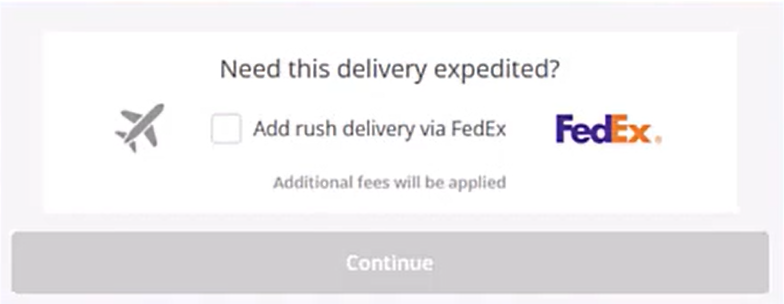 Need this delivery expedited?
Add rush delivery via FedEx
FedEx®
Additional fees will be applied
Continue